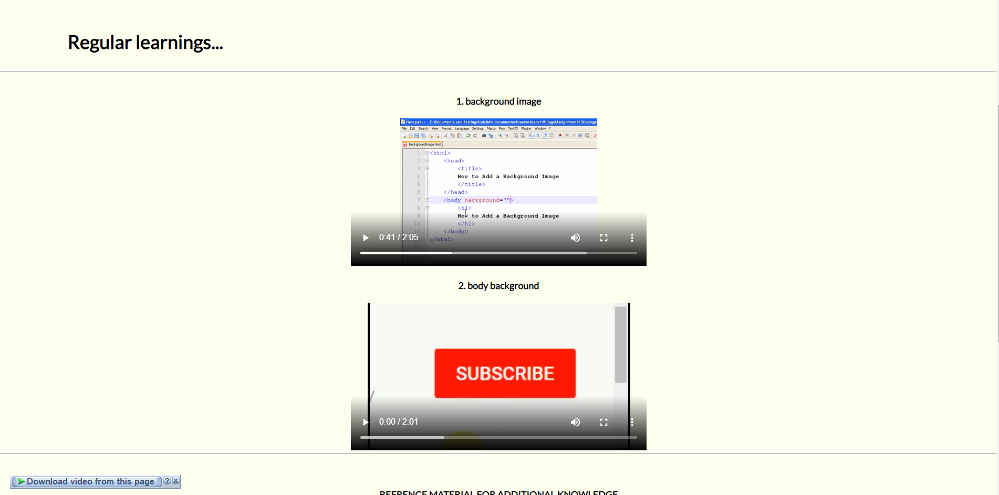 Regular learnings...
1. background image
Notepad++ - C:\Documents and Settings\luis\Mis documentos\nuevos\expertVillage\Assignment\15\backgr
File Edit Search View Format Language Settings Macro Run TextFX Plugins Window ?
backgroundImage.html
1 <html>
2 <head>
3 <title>
4 How to Add a Background Image
5 </title>
6 </head>
7 <body background="">
8 <h1>
9 How to Add a Background Image
10 </h1>
11 </body>
</html>
13
0:41 / 2:05
2. body background
SUBSCRIBE
0:00 / 2:01
Download video from this page ? X
REFRENCE MATERIAL FOR ADDITIONAL KNOWLEDGE